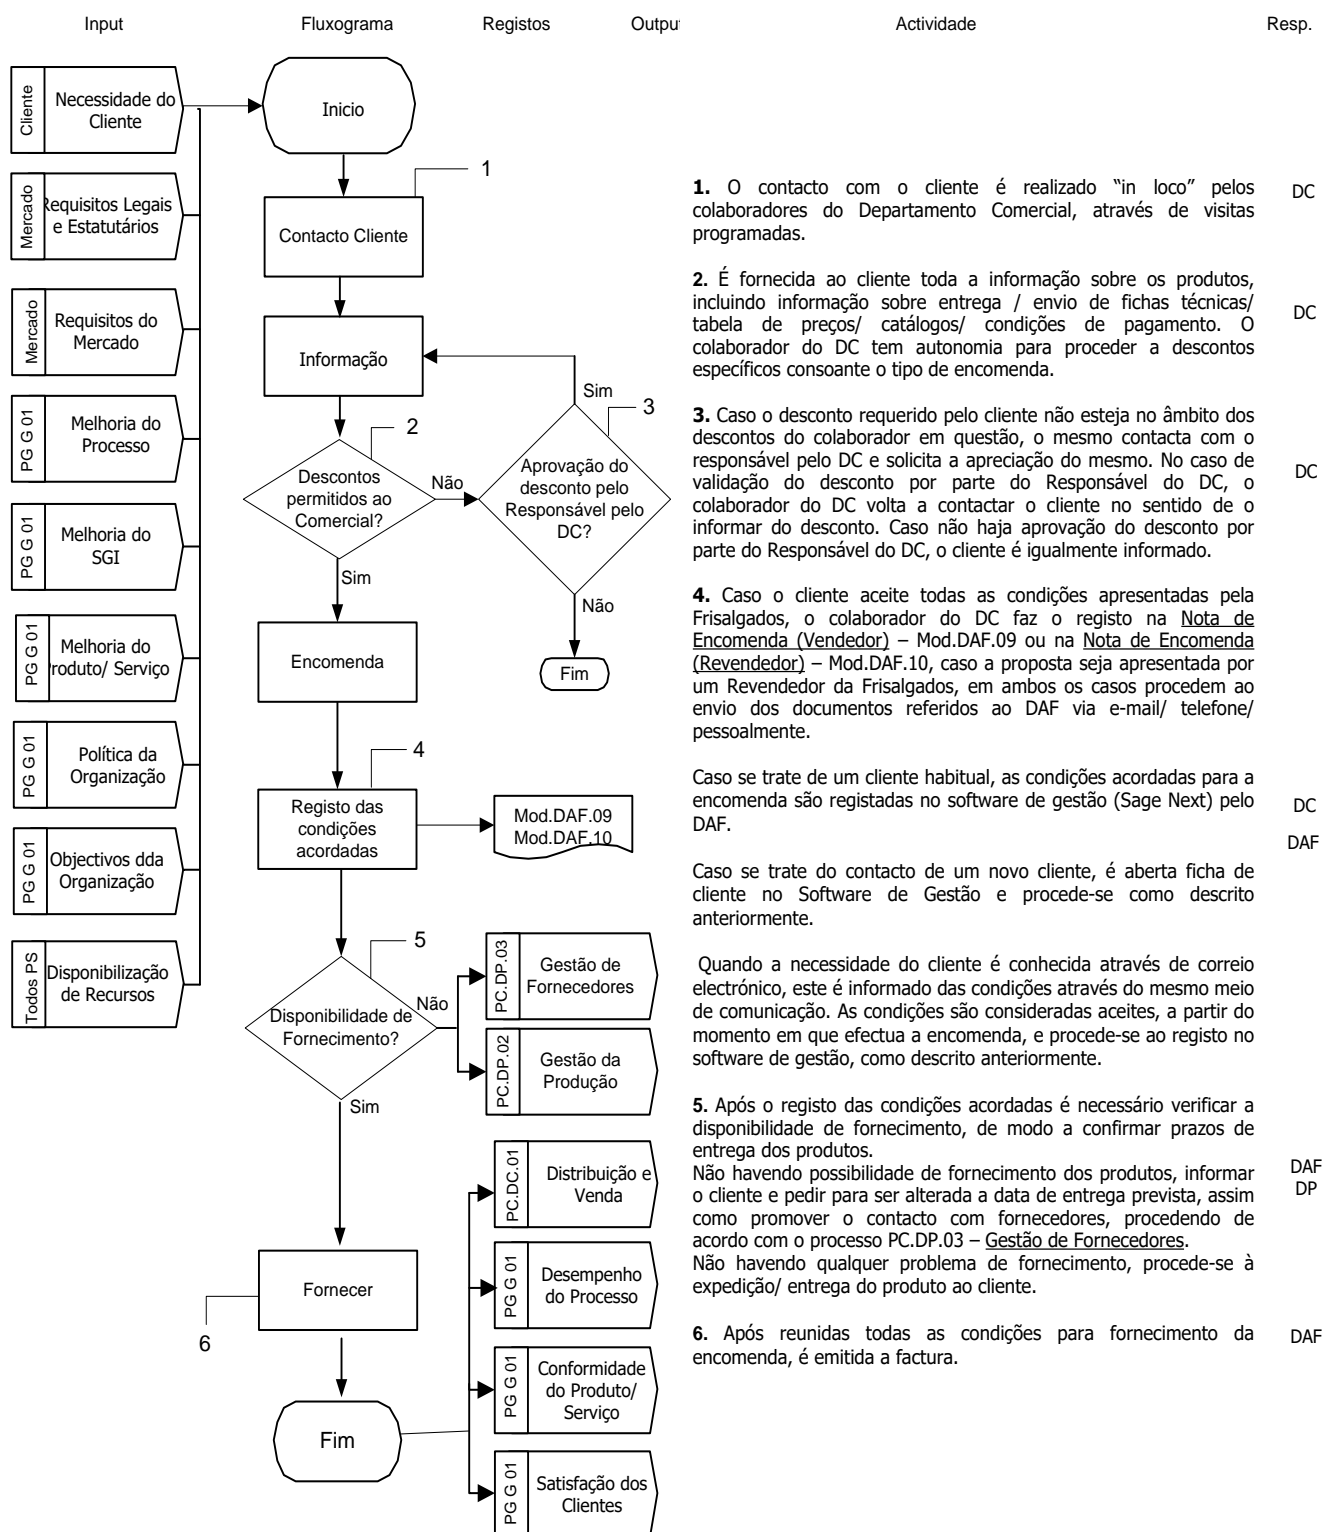 Input
Fluxograma
Registos
Outpu
Actividade
Resp.
Cliente
Necessidade do
Cliente
Mercado
Requisitos Legais
e Estatutários
Mercado
Requisitos do
Mercado
PG G 01
Melhoria do
Processo
PG G 01
Melhoria do
SGI
PG G 01
Melhoria do
Produto/ Serviço
PG G 01
Política da
Organização
PG G 01
Objectivos dda
Organização
Todos PS
Disponibilização
de Recursos
Inicio
1
Contacto Cliente
Informação
2
Descontos
permitidos ao
Comercial?
Não
Sim
Sim
3
Aprovação do
desconto pelo
Responsável pelo
DC?
Não
Fim
Encomenda
4
Registo das
condições
acordadas
Mod.DAF.09
Mod.DAF.10
5
Disponibilidade de
Fornecimento?
Não
Sim
PC.DP.03
Gestão de
Fornecedores
PC.DP.02
Gestão da
Produção
Fornecer
6
Fim
PC.DC.01
Distribuição e
Venda
PG G 01
Desempenho
do Processo
PG G 01
Conformidade
do Produto/
Serviço
PG G 01
Satisfação dos
Clientes
1. O contacto com o cliente é realizado “in loco” pelos
colaboradores do Departamento Comercial, através de visitas
programadas.
DC
2. É fornecida ao cliente toda a informação sobre os produtos,
incluindo informação sobre entrega / envio de fichas técnicas/
tabela de preços/ catálogos/ condições de pagamento. O
colaborador do DC tem autonomia para proceder a descontos
específicos consoante o tipo de encomenda.
DC
3. Caso o desconto requerido pelo cliente não esteja no âmbito dos
descontos do colaborador em questão, o mesmo contacta com o
responsável pelo DC e solicita a apreciação do mesmo. No caso de
validação do desconto por parte do Responsável do DC, o
colaborador do DC volta a contactar o cliente no sentido de o
informar do desconto. Caso não haja aprovação do desconto por
parte do Responsável do DC, o cliente é igualmente informado.
DC
4. Caso o cliente aceite todas as condições apresentadas pela
Frisalgados, o colaborador do DC faz o registo na Nota de
Encomenda (Vendedor) – Mod.DAF.09 ou na Nota de Encomenda
(Revendedor) – Mod.DAF.10, caso a proposta seja apresentada por
um Revendedor da Frisalgados, em ambos os casos procedem ao
envio dos documentos referidos ao DAF via e-mail/ telefone/
pessoalmente.
Caso se trate de um cliente habitual, as condições acordadas para a
encomenda são registadas no software de gestão (Sage Next) pelo
DAF.
DC
DAF
Caso se trate do contacto de um novo cliente, é aberta ficha de
cliente no Software de Gestão e procede-se como descrito
anteriormente.
Quando a necessidade do cliente é conhecida através de correio
electrónico, este é informado das condições através do mesmo meio
de comunicação. As condições são consideradas aceites, a partir do
momento em que efectua a encomenda, e procede-se ao registo no
software de gestão, como descrito anteriormente.
5. Após o registo das condições acordadas é necessário verificar a
disponibilidade de fornecimento, de modo a confirmar prazos de
entrega dos produtos.
Não havendo possibilidade de fornecimento dos produtos, informar
o cliente e pedir para ser alterada a data de entrega prevista, assim
como promover o contacto com fornecedores, procedendo de
acordo com o processo PC.DP.03 – Gestão de Fornecedores.
Não havendo qualquer problema de fornecimento, procede-se à
expedição/ entrega do produto ao cliente.
DAF
DP
6. Após reunidas todas as condições para fornecimento da
encomenda, é emitida a factura.
DAF